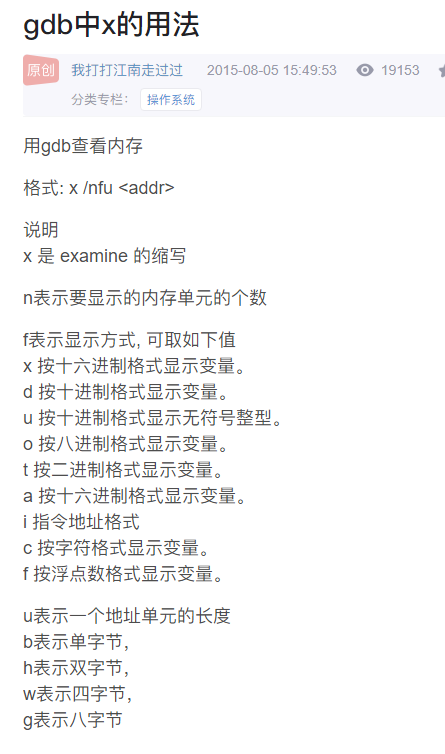 gdb中x的用法
原创 我打打江南走过过 2015-08-05 15:49:53 19153
分类专栏： 操作系统
用gdb查看内存
格式: x /nfu <addr>
说明
x 是 examine 的缩写
n表示要显示的内存单元的个数
f表示显示方式, 可取如下值
x 按十六进制格式显示变量。
d 按十进制格式显示变量。
u 按十进制格式显示无符号整型。
o 按八进制格式显示变量。
t 按二进制格式显示变量。
a 按十六进制格式显示变量。
i 指令地址格式
c 按字符格式显示变量。
f 按浮点数格式显示变量。
u表示一个地址单元的长度
b表示单字节，
h表示双字节，
w表示四字节，
g表示八字节